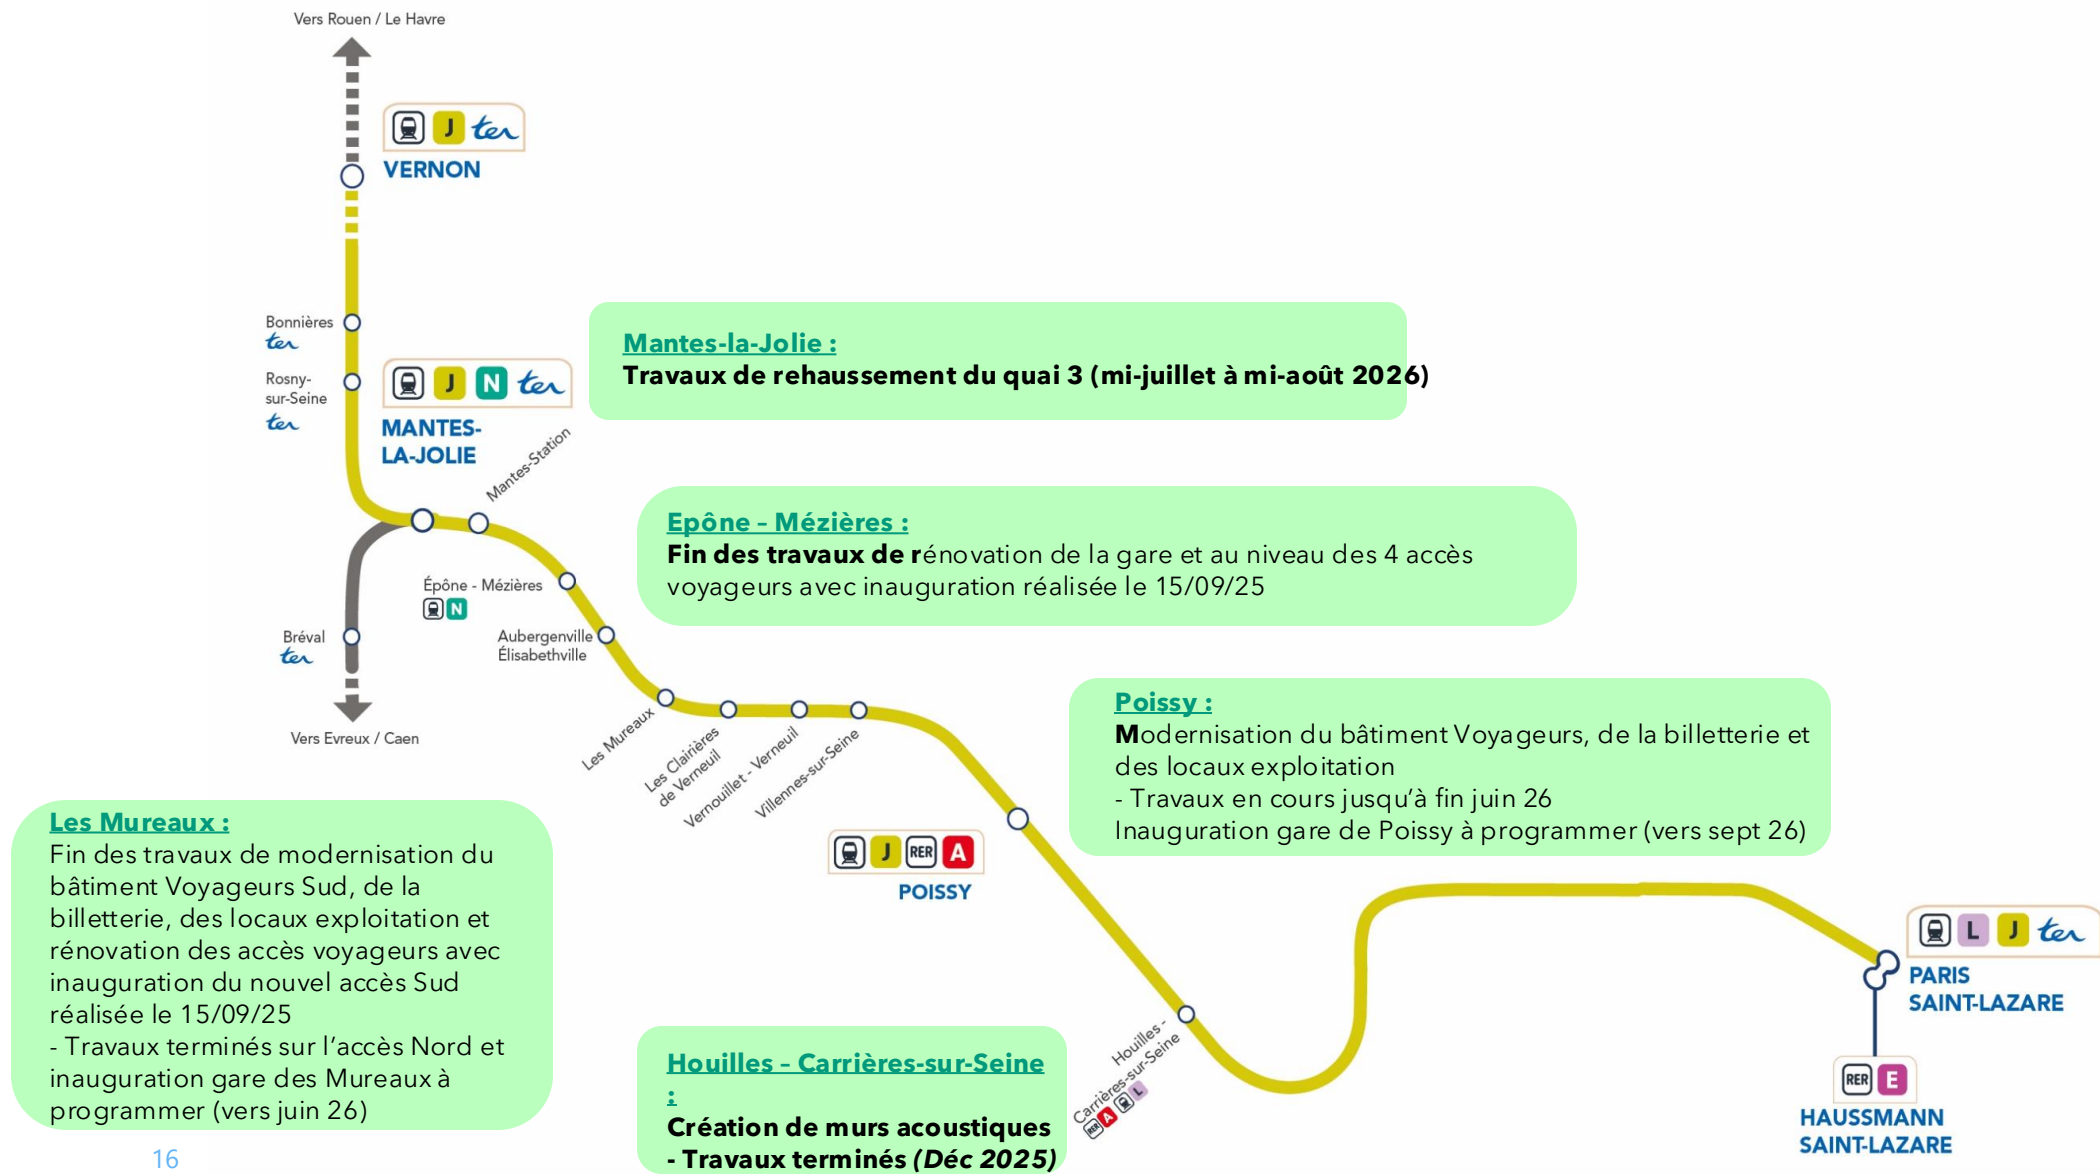 Vers Rouen / Le Havre
J ter
VERNON
Bonnières
ter
Rosny-
sur-Seine
ter
J N ter
MANTES-
LA-JOLIE
Mantes-Station
Mantes-la-Jolie :
Travaux de rehaussement du quai 3 (mi-juillet à mi-août 2026)
Epône – Mézières :
Fin des travaux de rénovation de la gare et au niveau des 4 accès
voyageurs avec inauguration réalisée le 15/09/25
Épône - Mézières
N
Bréval
ter
Vers Evreux / Caen
Aubergenville
Élisabethville
Les Mureaux
Les Clairières
de Verneuil
Vernouillet - Verneuil
Villennes-sur-Seine
Poissy :
Modernisation du bâtiment Voyageurs, de la billetterie et
des locaux exploitation
- Travaux en cours jusqu’à fin juin 26
Inauguration gare de Poissy à programmer (vers sept 26)
J RER A
POISSY
Les Mureaux :
Fin des travaux de modernisation du
bâtiment Voyageurs Sud, de la
billetterie, des locaux exploitation et
rénovation des accès voyageurs avec
inauguration du nouvel accès Sud
réalisée le 15/09/25
- Travaux terminés sur l’accès Nord et
inauguration gare des Mureaux à
programmer (vers juin 26)
Houilles – Carrières-sur-Seine
:
Création de murs acoustiques
- Travaux terminés (Déc 2025)
Houilles -
Carrières-sur-Seine
RER A L
L J ter
PARIS
SAINT-LAZARE
RER E
HAUSSMANN
SAINT-LAZARE
16